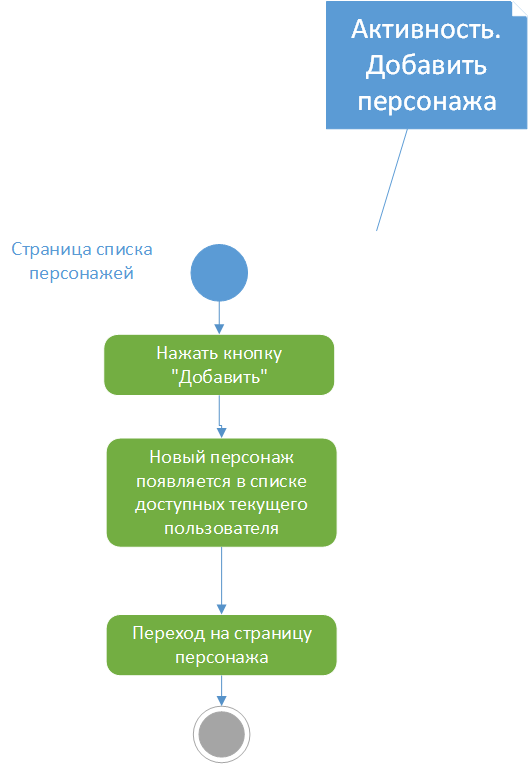 Активность.
Добавить
персонажа
Страница списка
персонажей
Нажать кнопку
"Добавить"
Новый персонаж
появляется в списке
доступных текущего
пользователя
Переход на страницу
персонажа